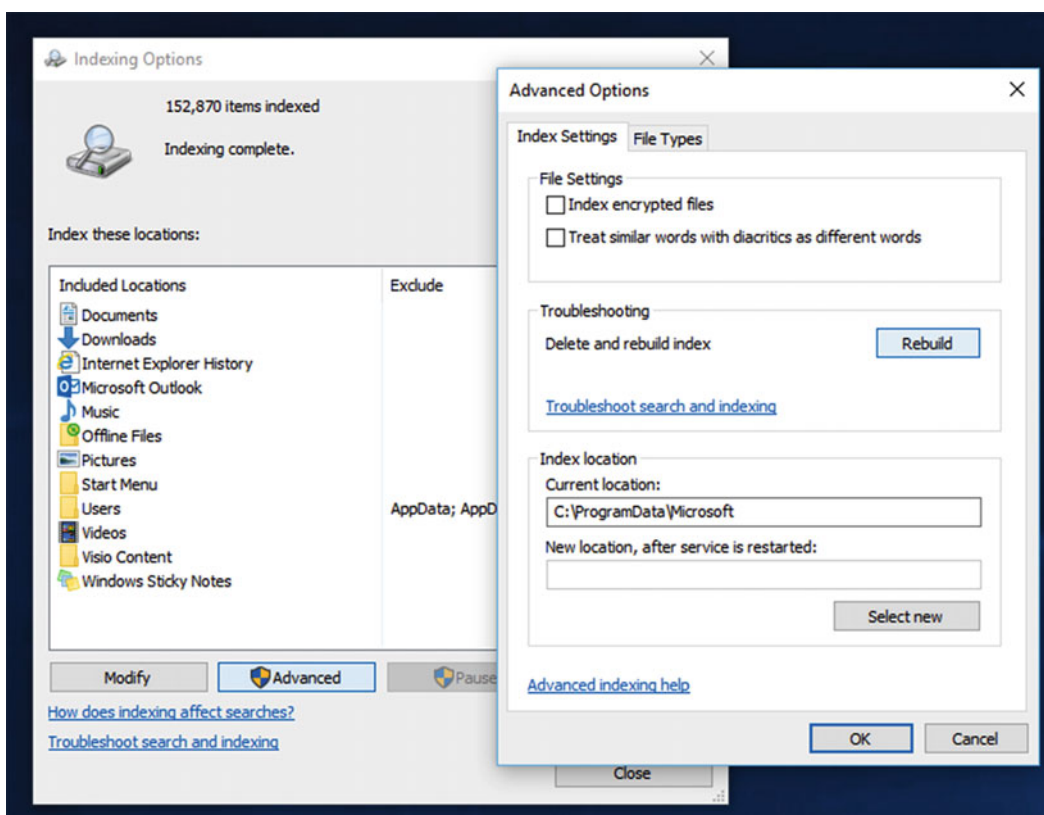 Indexing Options
152,870 items indexed
Indexing complete.
Index these locations:
Included Locations
Exclude
Documents
Downloads
Internet Explorer History
Microsoft Outlook
Music
Offline Files
Pictures
Start Menu
Users
AppData; AppD
Videos
Visio Content
Windows Sticky Notes
Modify
Advanced
Pause
How does indexing affect searches?
Troubleshoot search and indexing
Close
Advanced Options
Index Settings
File Types
File Settings
Index encrypted files
Treat similar words with diacritics as different words
Troubleshooting
Delete and rebuild index
Rebuild
Troubleshoot search and indexing
Index location
Current location:
C:\ProgramData\Microsoft
New location, after service is restarted:
Select new
Advanced indexing help
OK
Cancel